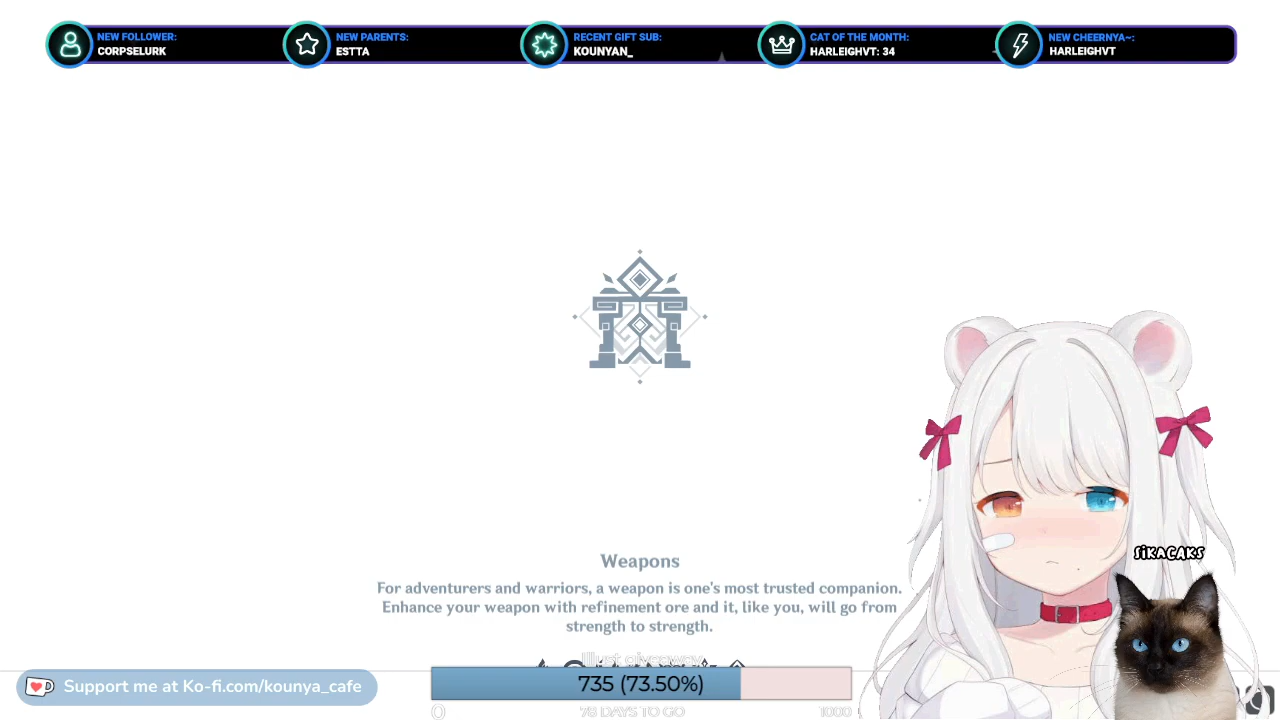 NEW FOLLOWER:
CORPSELURK
NEW PARENTS:
ESTTA
RECENT GIFT SUB:
KOUNYAN_
CAT OF THE MONTH:
HARLEIGHVT: 34
NEW CHEERNYA~:
HARLEIGHVT
SiKACAKS
Weapons
For adventurers and warriors, a weapon is one's most trusted companion.
Enhance your weapon with refinement ore and it, like you, will go from
strength to strength.
Illust giveaway
735 (73.50%)
0
78 DAYS TO GO
1000
Support me at Ko-fi.com/kounya_cafe